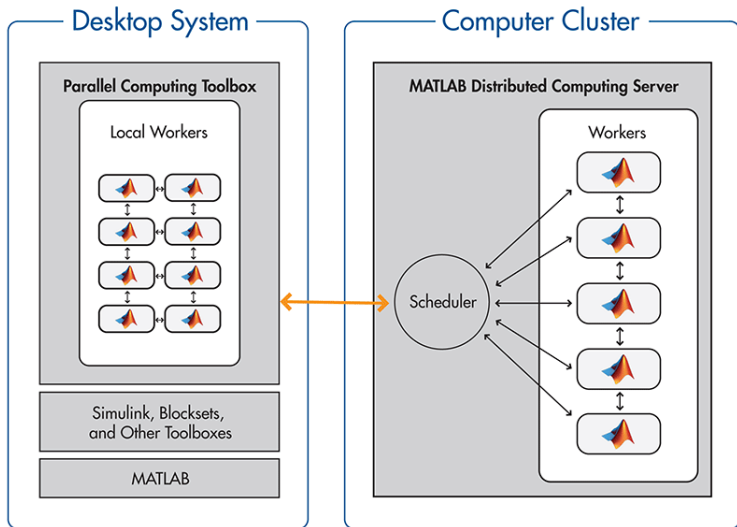 Desktop System
Parallel Computing Toolbox
Local Workers
Simulink, Blocksets,
and Other Toolboxes
MATLAB
Computer Cluster
MATLAB Distributed Computing Server
Workers
Scheduler